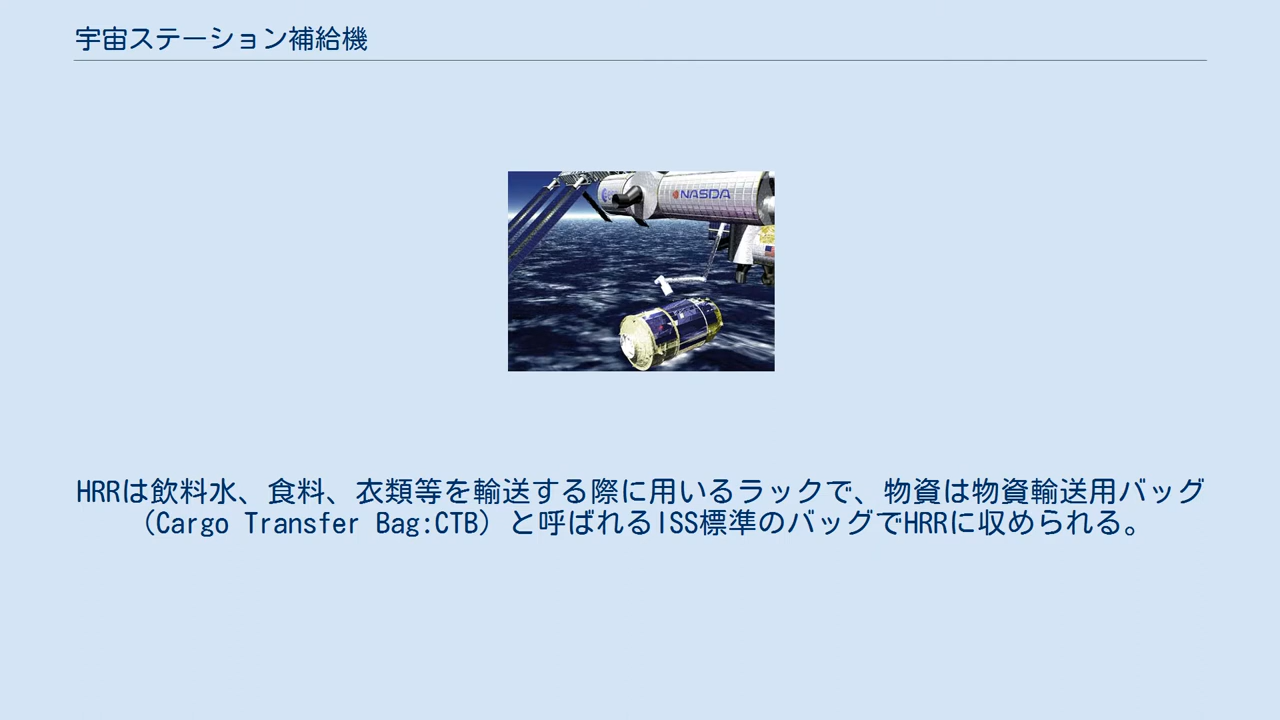 宇宙ステーション補給機
NASDA
HRRは飲料水、食料、衣類等を輸送する際に用いるラックで、物資は物資輸送用バッグ
（Cargo Transfer Bag:CTB）と呼ばれるISS標準のバッグでHRRに収められる。